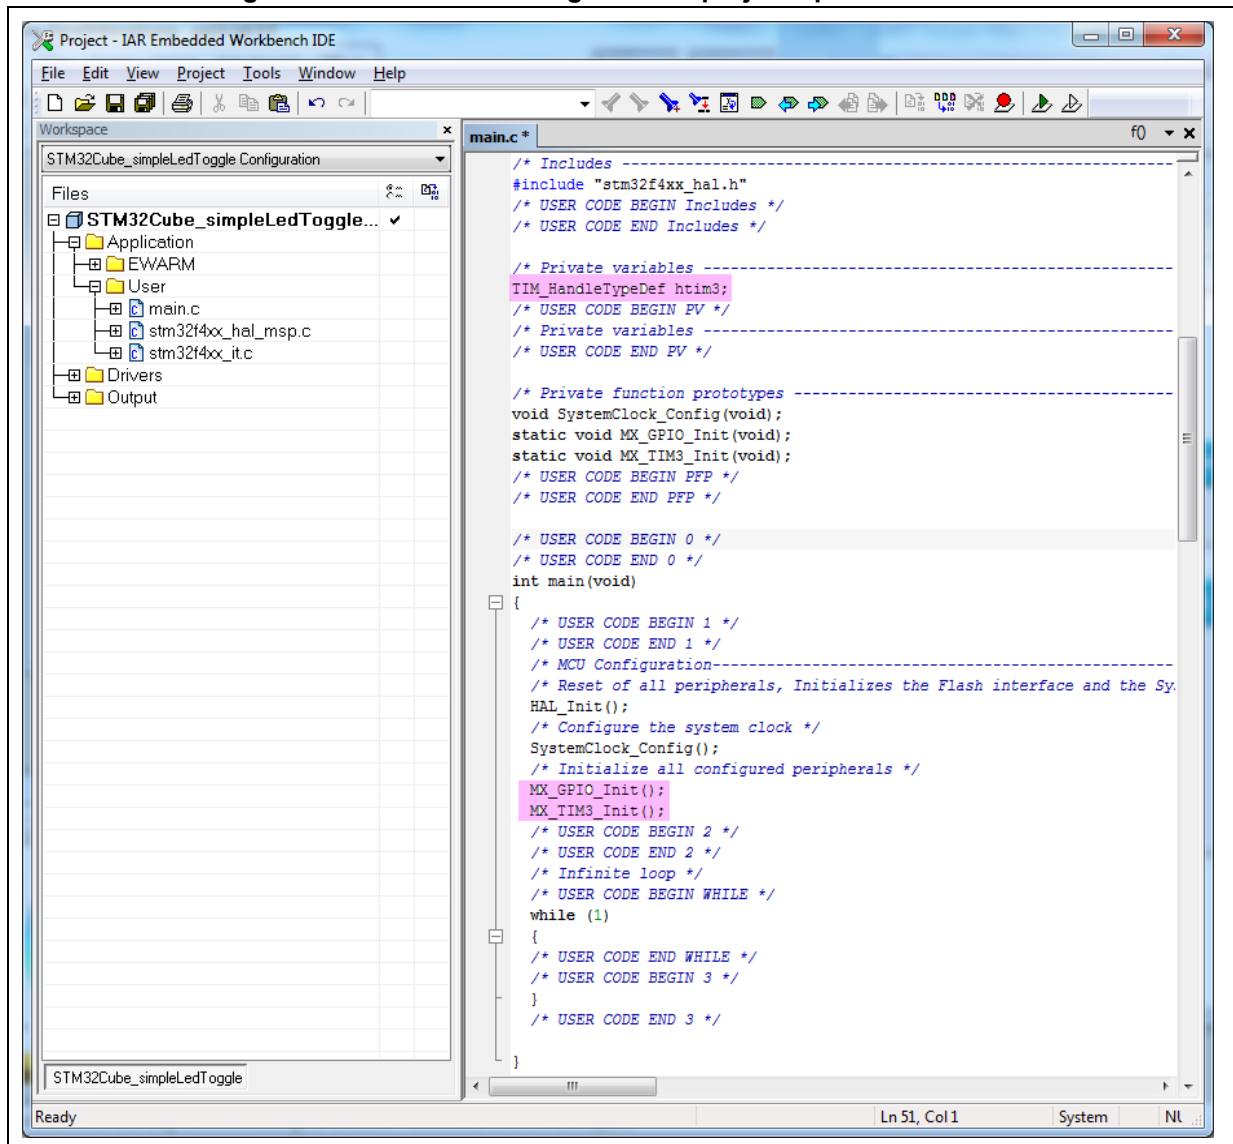 Project - IAR Embedded Workbench IDE
File Edit View Project Tools Window Help
Workspace
STM32Cube_simpleLedToggle Configuration
Files
STM32Cube_simpleLedToggle...
Application
EWARM
User
main.c
stm32f4xx_hal_msp.c
stm32f4xx_it.c
Drivers
Output
STM32Cube_simpleLedToggle
main.c *
f()
/* Includes ------------------------------------------------------------
#include "stm32f4xx_hal.h"
/* USER CODE BEGIN Includes */
/* USER CODE END Includes */
/* Private variables ---------------------------------------------------
TIM_HandleTypeDef htim3;
/* USER CODE BEGIN PV */
/* Private variables ---------------------------------------------------
/* USER CODE END PV */
/* Private function prototypes -----------------------------------------
void SystemClock_Config(void);
static void MX_GPIO_Init(void);
static void MX_TIM3_Init(void);
/* USER CODE BEGIN PFP */
/* USER CODE END PFP */
/* USER CODE BEGIN 0 */
/* USER CODE END 0 */
int main(void)
{
/* USER CODE BEGIN 1 */
/* USER CODE END 1 */
/* MCU Configuration--------------------------------------------------
/* Reset of all peripherals, Initializes the Flash interface and the Sy
HAL_Init();
/* Configure the system clock */
SystemClock_Config();
/* Initialize all configured peripherals */
MX_GPIO_Init();
MX_TIM3_Init();
/* USER CODE BEGIN 2 */
/* USER CODE END 2 */
/* Infinite loop */
/* USER CODE BEGIN WHILE */
while (1)
{
/* USER CODE END WHILE */
/* USER CODE BEGIN 3 */
}
/* USER CODE END 3 */
}
Ready
Ln 51, Col 1
System